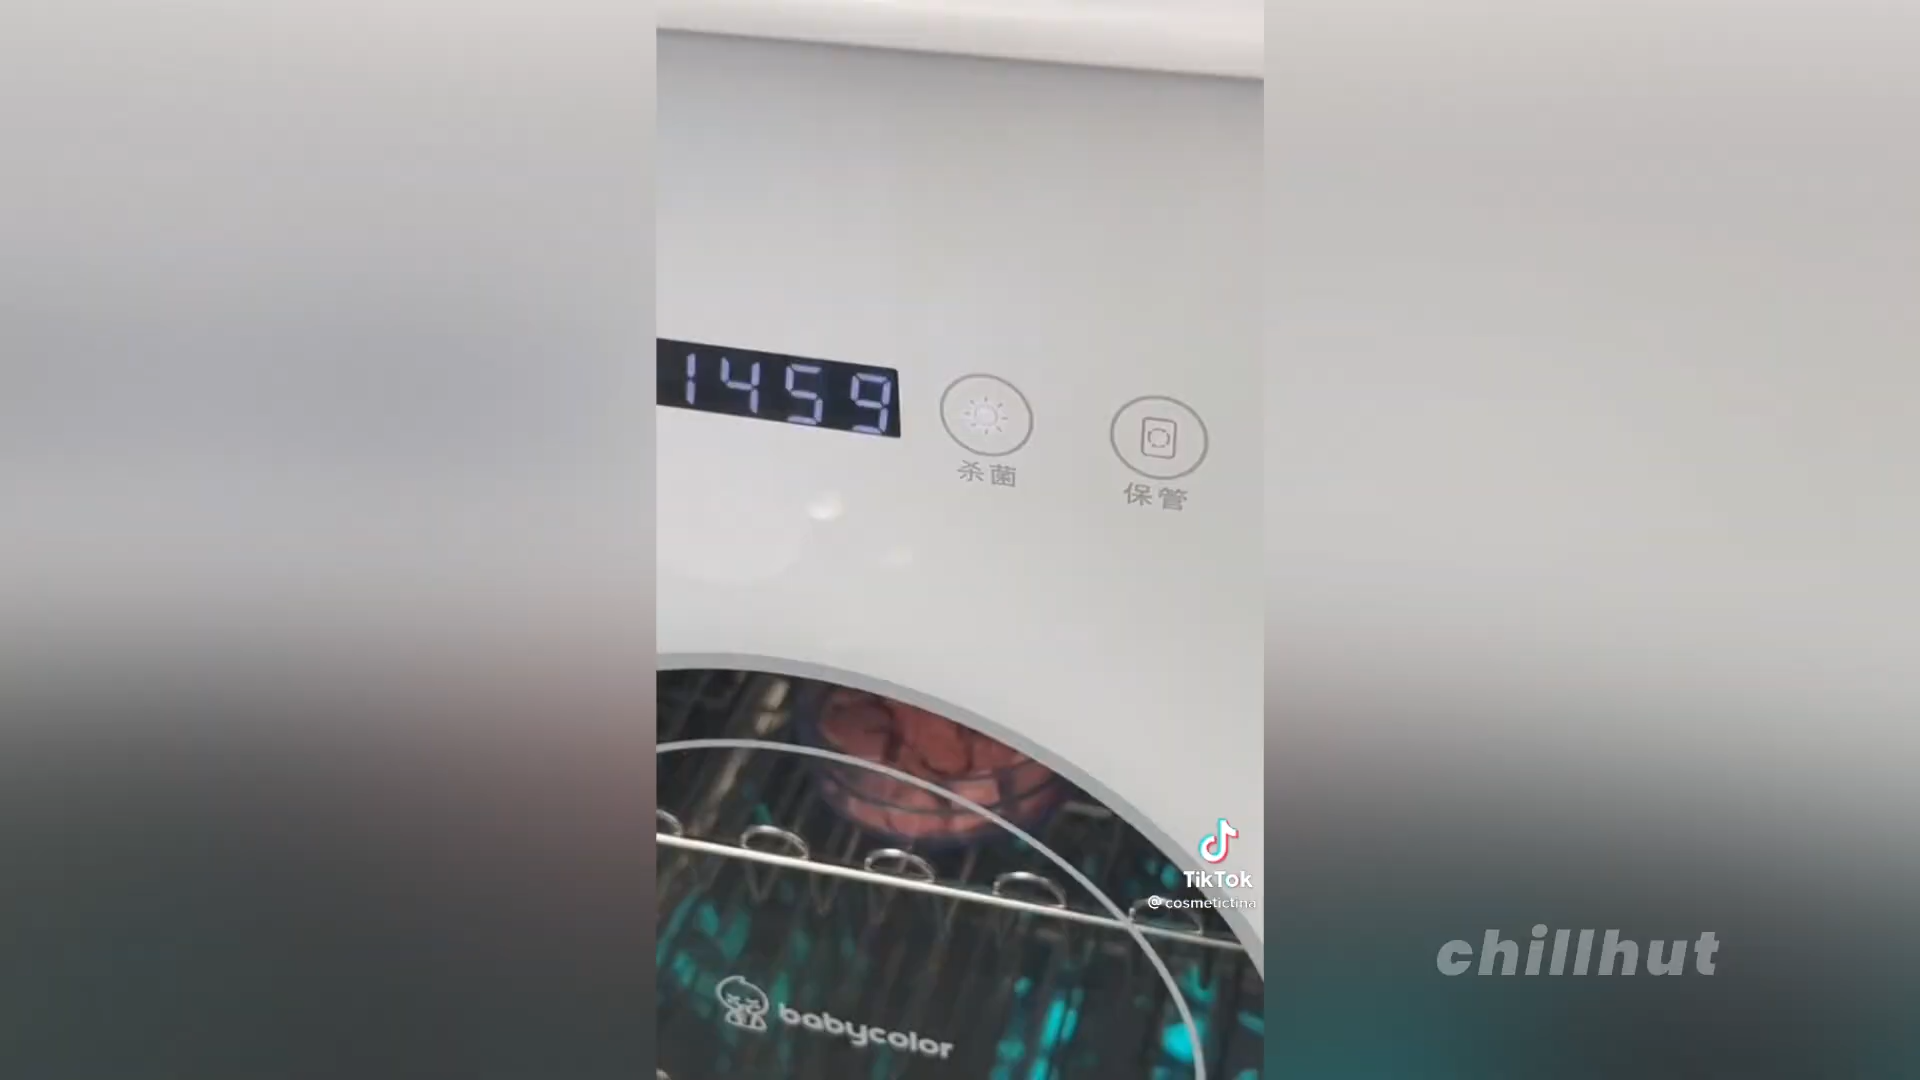 1459
杀菌
保管
TikTok
@cosmetictina
chillhut
babycolor